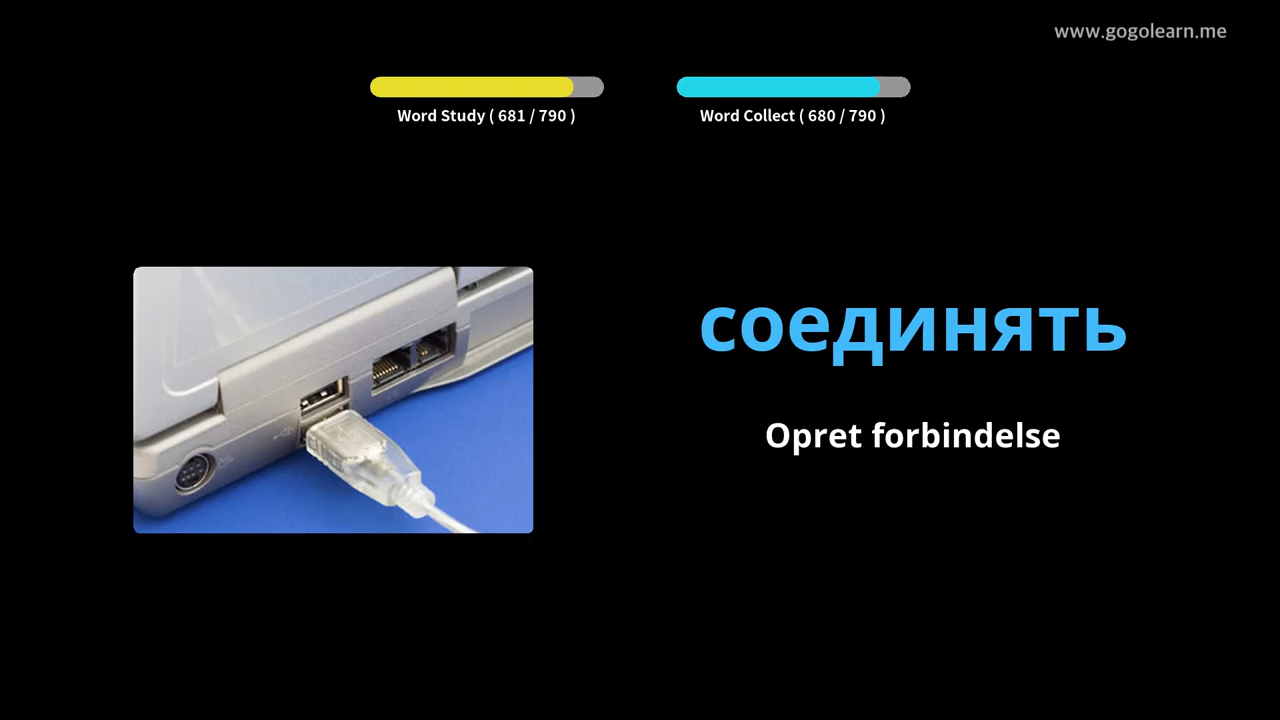 www.gogolearn.me
Word Study ( 681 / 790 )
Word Collect ( 680 / 790 )
соединять
Opret forbindelse